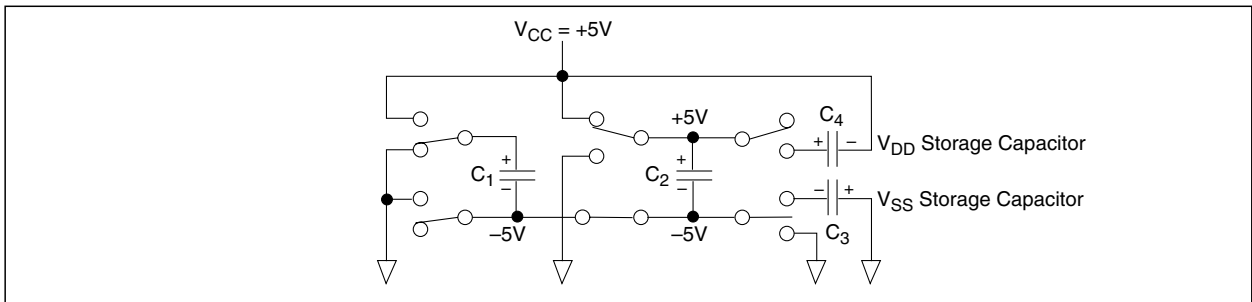 V_CC = +5V
+5V
C_4
+ −
V_DD Storage Capacitor
+
C_1
−
+
C_2
−
− +
V_SS Storage Capacitor
C_3
–5V
–5V